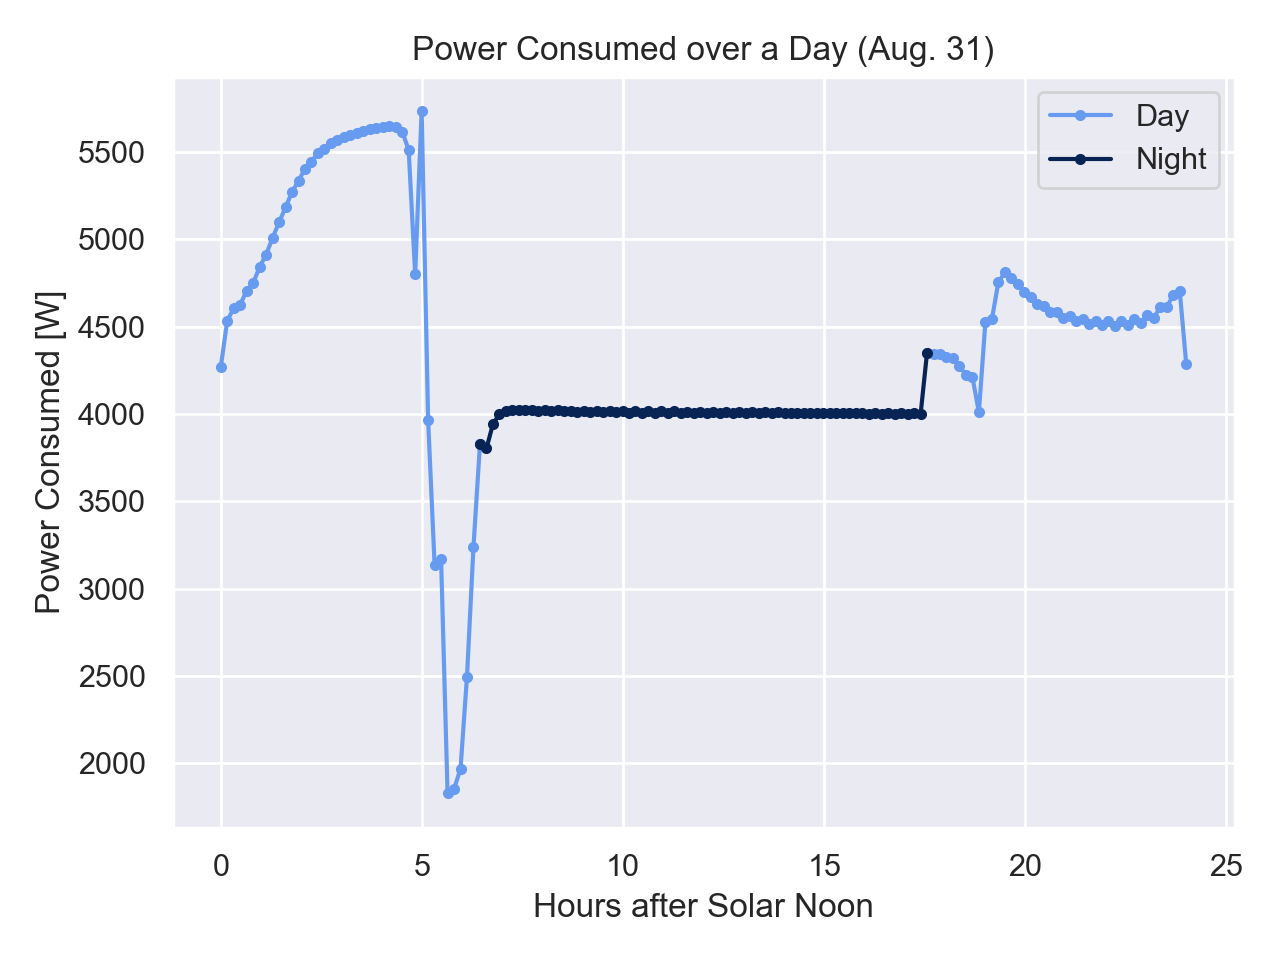 Power Consumed over a Day (Aug. 31)
Day
Night
5500
5000
4500
4000
3500
3000
2500
2000
Power Consumed [W]
0 5 10 15 20 25
Hours after Solar Noon